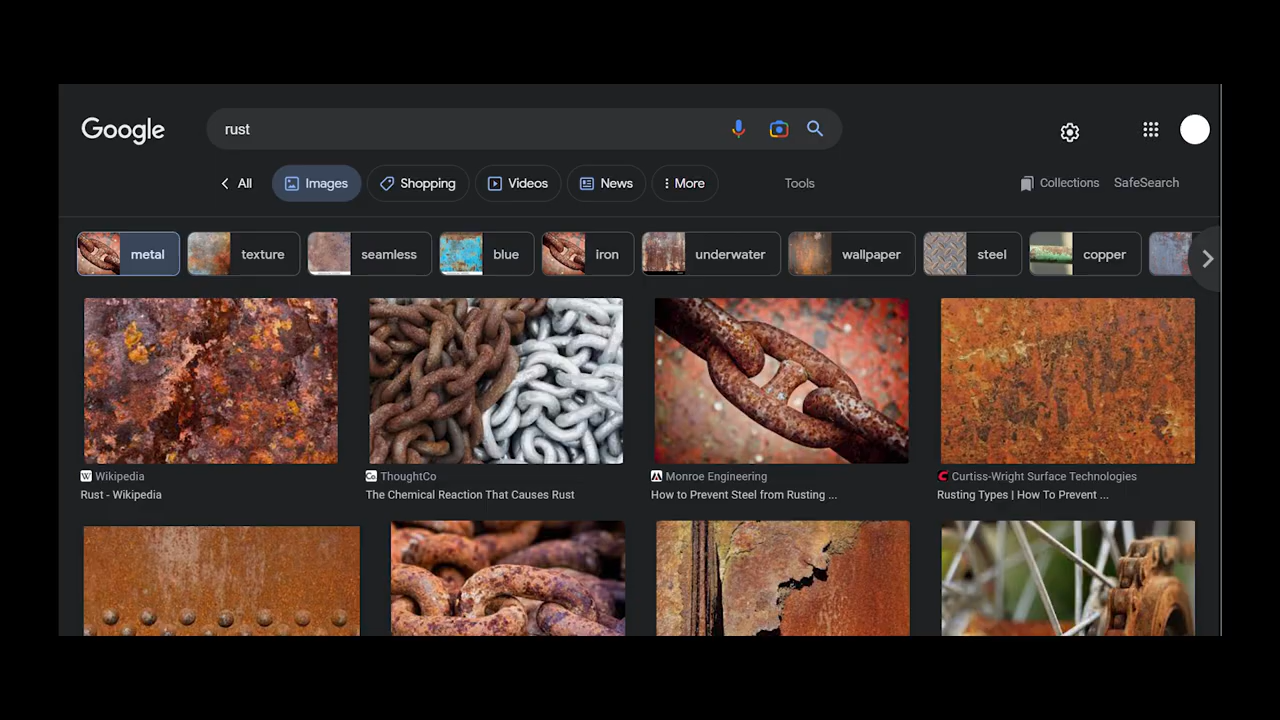 Google
rust
All
Images
Shopping
Videos
News
More
Tools
Collections
SafeSearch
metal
texture
seamless
blue
iron
underwater
wallpaper
steel
copper
Wikipedia
Rust - Wikipedia
ThoughtCo
The Chemical Reaction That Causes Rust
Monroe Engineering
How to Prevent Steel from Rusting ...
Curtiss-Wright Surface Technologies
Rusting Types | How To Prevent ...